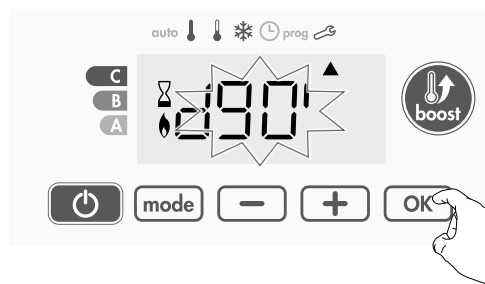 auto prog
C
B
A
d90'
boost
mode − + OK